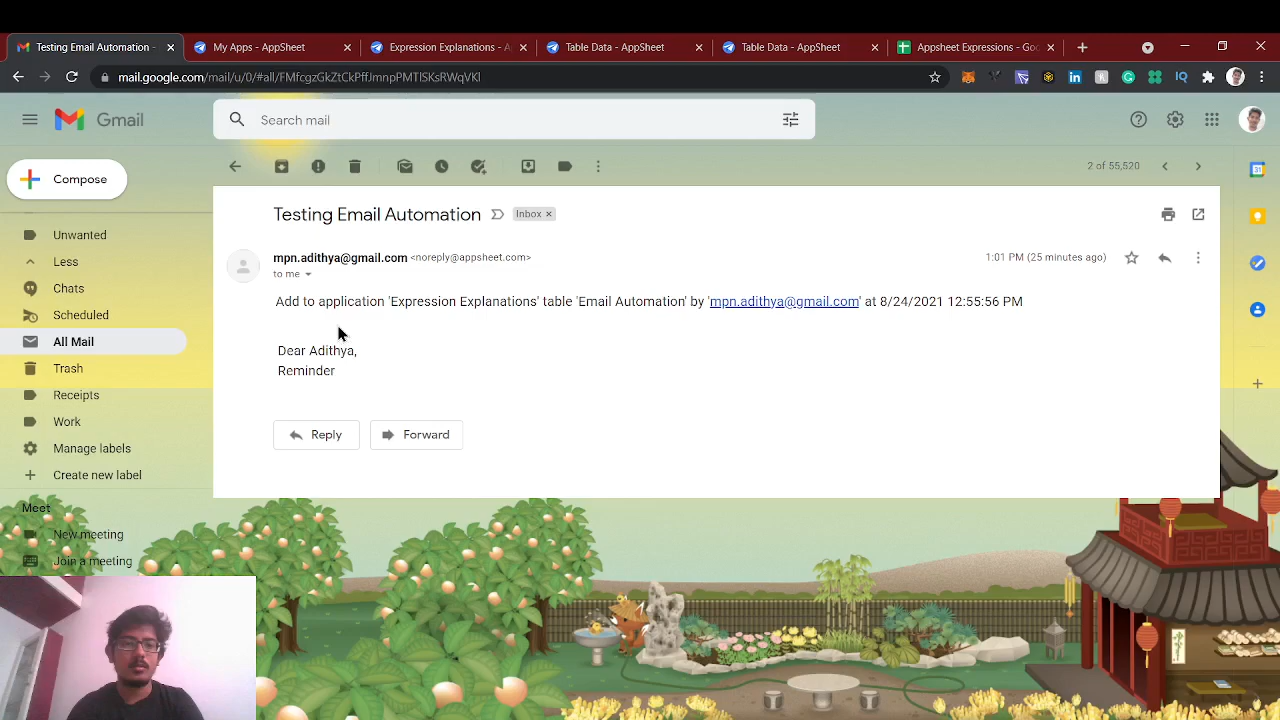 Testing Email Automation -
My Apps - AppSheet
Expression Explanations - A
Table Data - AppSheet
Table Data - AppSheet
Appsheet Expressions - Goo
mail.google.com/mail/u/0/#all/FMfcgzGkZtCkPffJmnpPMTlSKsRWqVKl
Gmail
Search mail
Compose
2 of 55,520
Unwanted
Less
Chats
Scheduled
All Mail
Trash
Receipts
Work
Manage labels
Create new label
Meet
New meeting
Join a meeting
Testing Email Automation
Inbox
mpn.adithya@gmail.com <noreply@appsheet.com>
1:01 PM (25 minutes ago)
to me
Add to application 'Expression Explanations' table 'Email Automation' by 'mpn.adithya@gmail.com' at 8/24/2021 12:55:56 PM
Dear Adithya,
Reminder
Reply
Forward
31